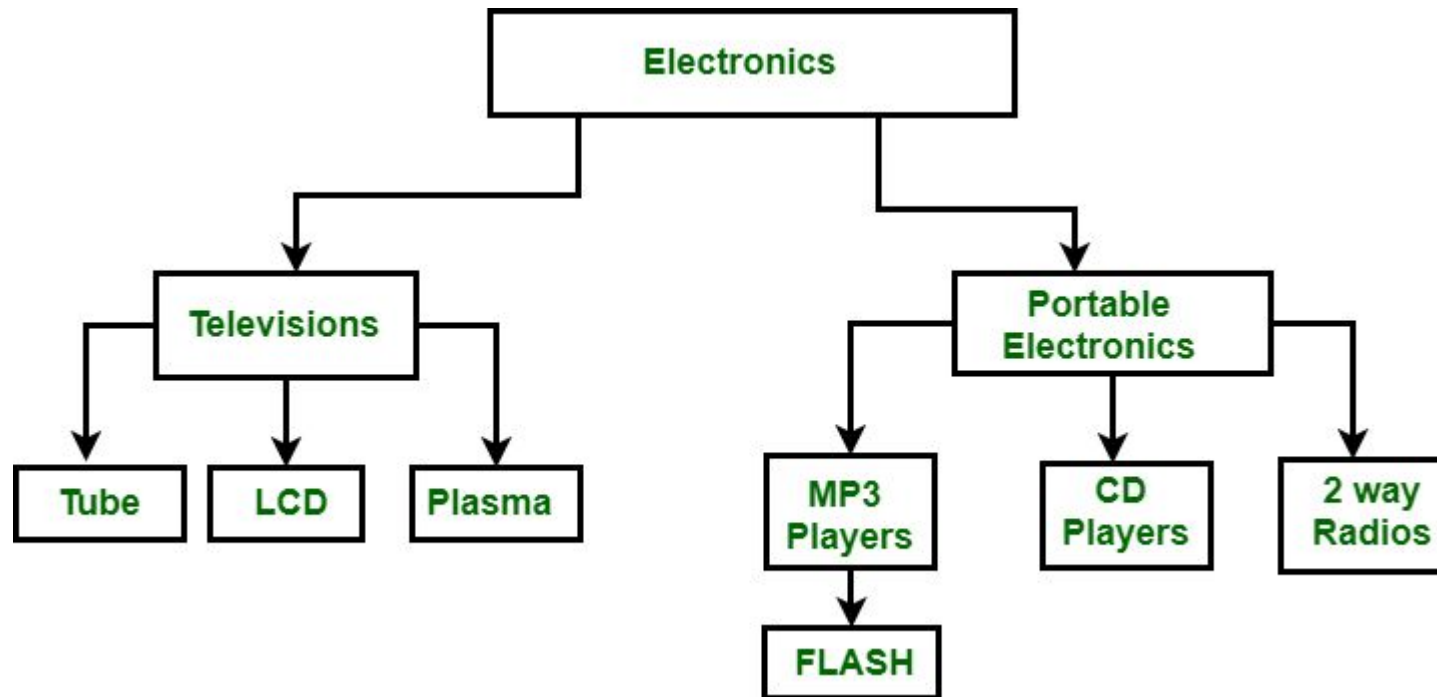 Electronics
Televisions
Portable
Electronics
Tube
LCD
Plasma
MP3
Players
CD
Players
2 way
Radios
FLASH